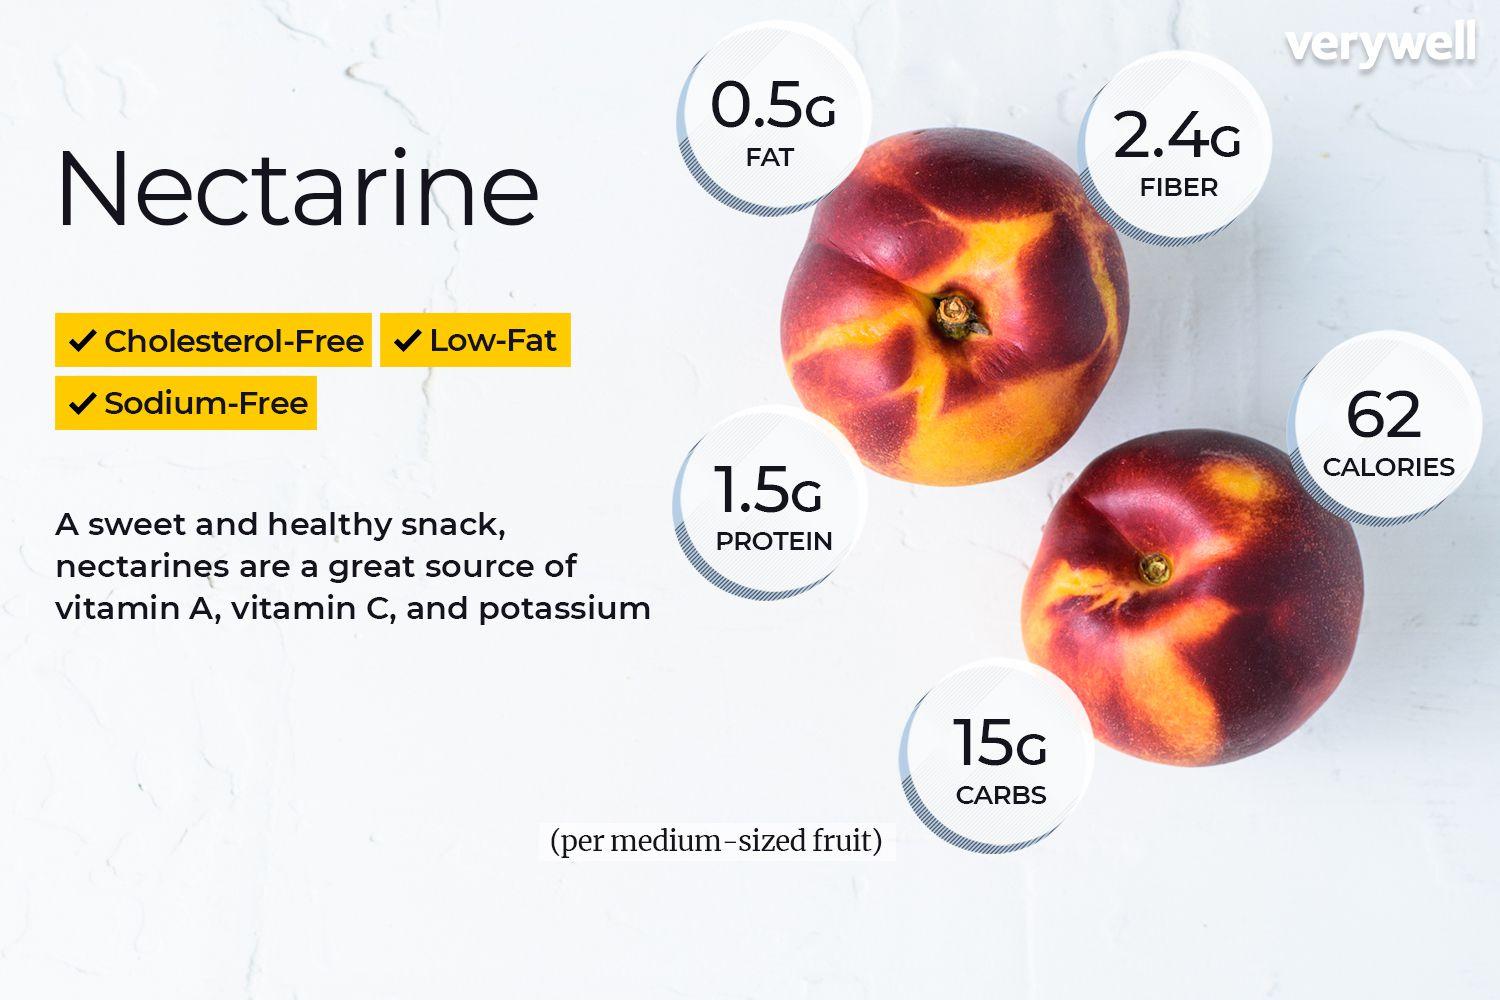 verywell
Nectarine
Cholesterol-Free
Low-Fat
Sodium-Free
A sweet and healthy snack,
nectarines are a great source of
vitamin A, vitamin C, and potassium
0.5G
FAT
2.4G
FIBER
1.5G
PROTEIN
62
CALORIES
15G
CARBS
(per medium-sized fruit)